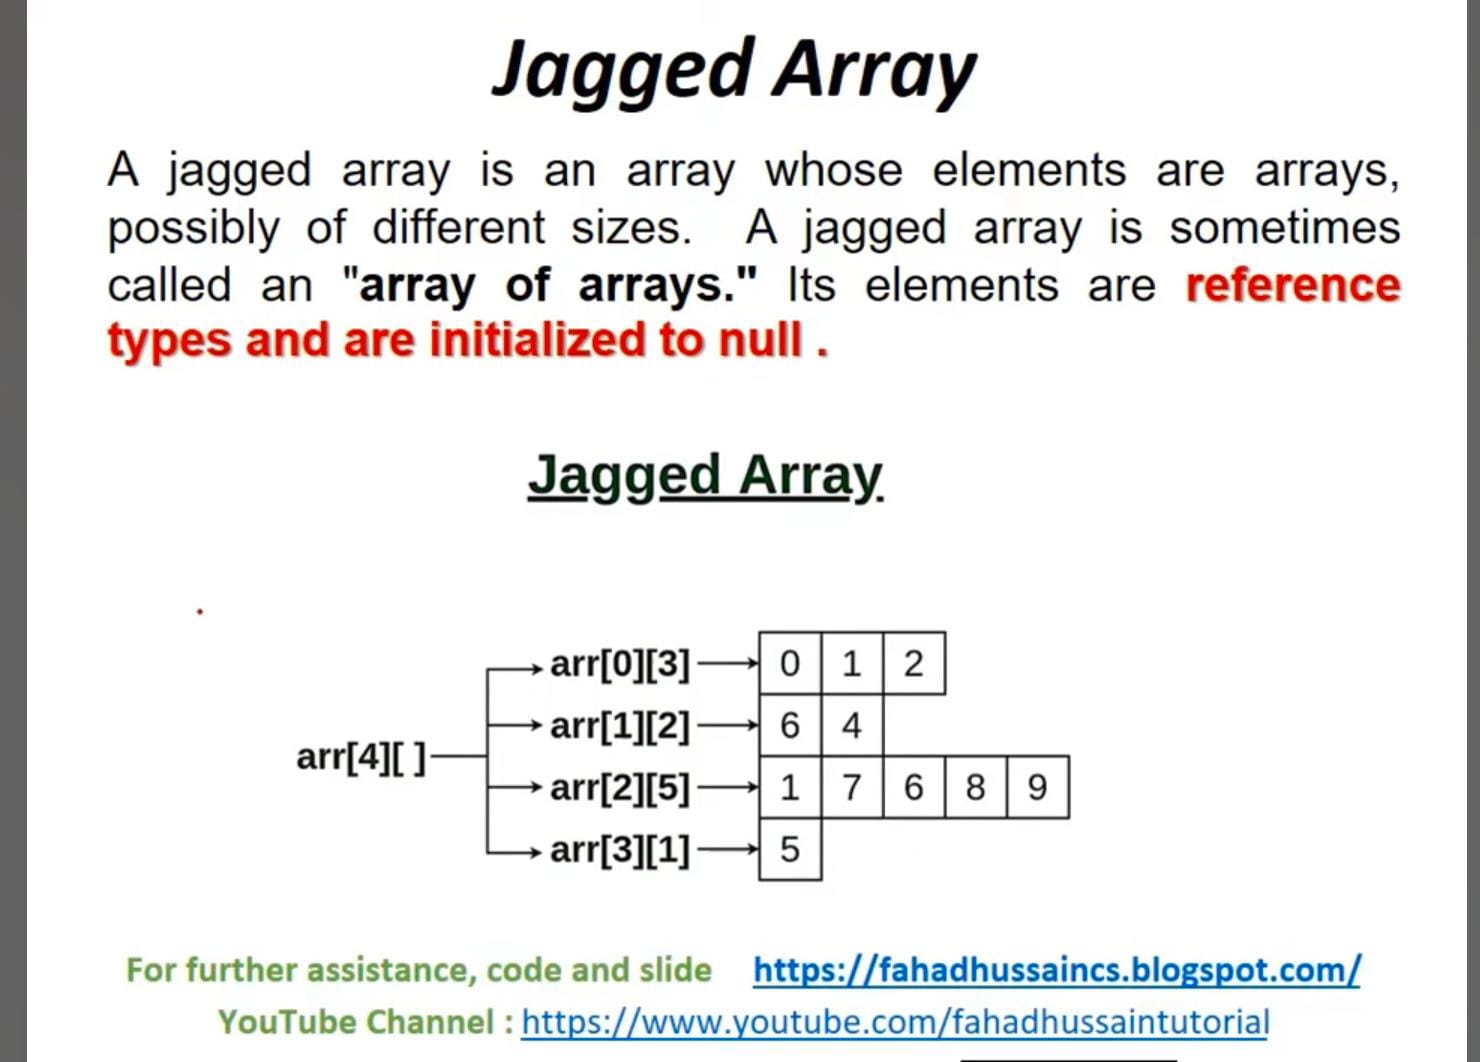 Jagged Array
A jagged array is an array whose elements are arrays,
possibly of different sizes. A jagged array is sometimes
called an "array of arrays." Its elements are reference
types and are initialized to null .
Jagged Array
arr[0][3] 0 1 2
arr[1][2] 6 4
arr[4][ ]
arr[2][5] 1 7 6 8 9
arr[3][1] 5
For further assistance, code and slide https://fahadhussaincs.blogspot.com/
YouTube Channel : https://www.youtube.com/fahadhussaintutorial